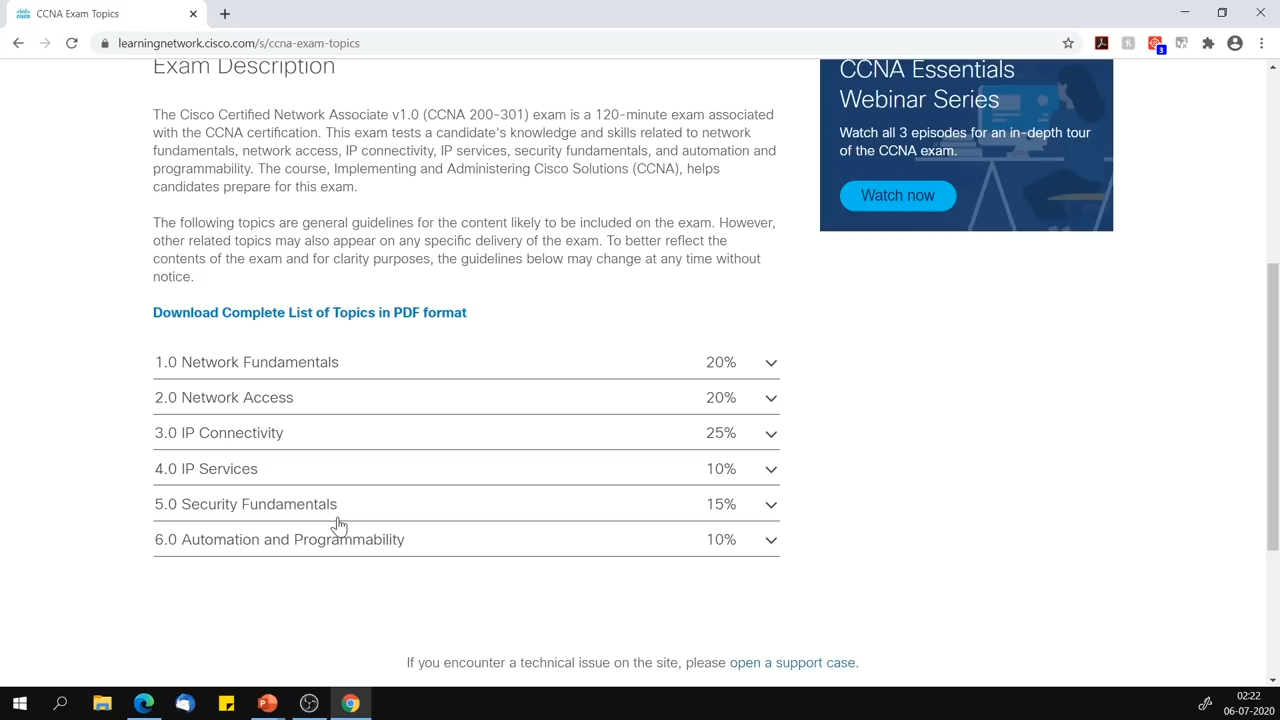 CCNA Exam Topics
learningnetwork.cisco.com/s/ccna-exam-topics
3
Exam Description
The Cisco Certified Network Associate v1.0 (CCNA 200-301) exam is a 120-minute exam associated
with the CCNA certification. This exam tests a candidate's knowledge and skills related to network
fundamentals, network access, IP connectivity, IP services, security fundamentals, and automation and
programmability. The course, Implementing and Administering Cisco Solutions (CCNA), helps
candidates prepare for this exam.
The following topics are general guidelines for the content likely to be included on the exam. However,
other related topics may also appear on any specific delivery of the exam. To better reflect the
contents of the exam and for clarity purposes, the guidelines below may change at any time without
notice.
Download Complete List of Topics in PDF format
1.0 Network Fundamentals 20%
2.0 Network Access 20%
3.0 IP Connectivity 25%
4.0 IP Services 10%
5.0 Security Fundamentals 15%
6.0 Automation and Programmability 10%
CCNA Essentials
Webinar Series
Watch all 3 episodes for an in-depth tour
of the CCNA exam.
Watch now
If you encounter a technical issue on the site, please open a support case.
02:22
06-07-2020